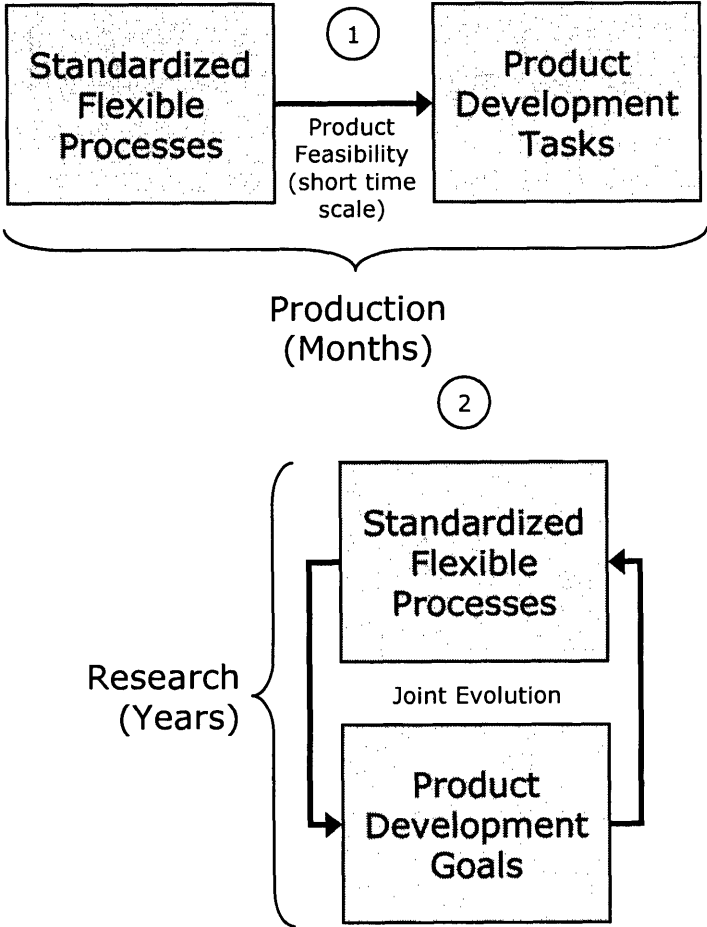 1
Standardized
Flexible
Processes
Product
Feasibility
(short time
scale)
Product
Development
Tasks
Production
(Months)
2
Standardized
Flexible
Processes
Research
(Years)
Joint Evolution
Product
Development
Goals